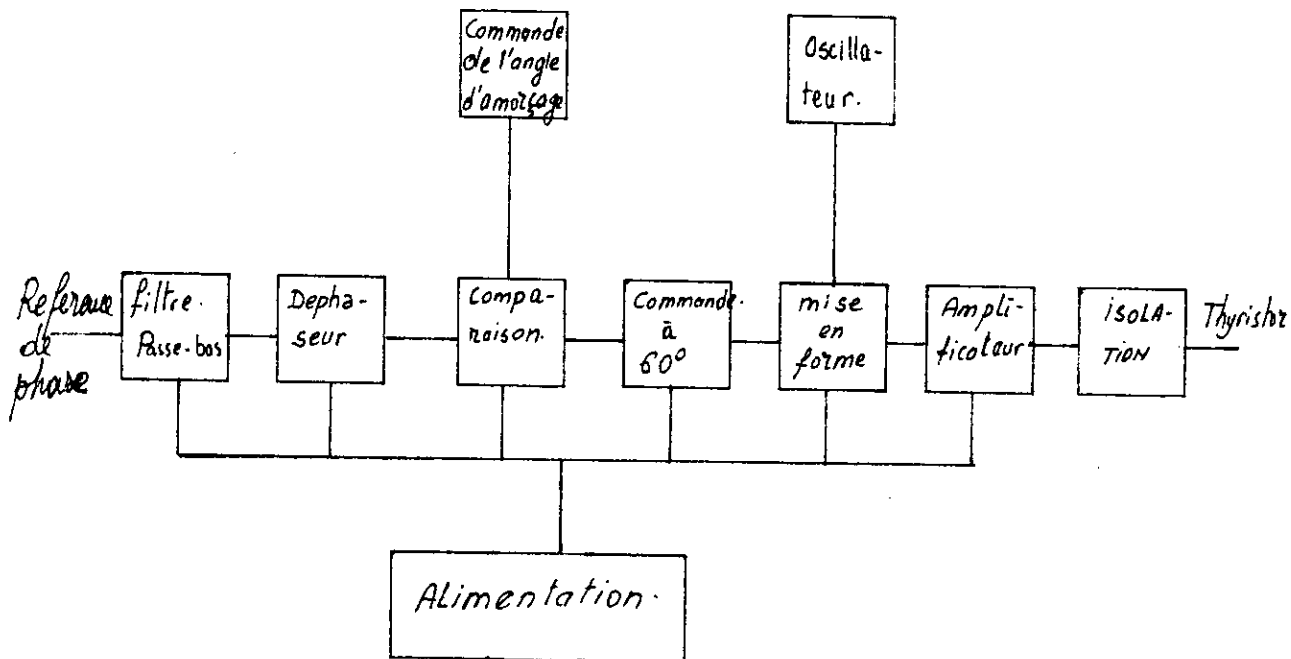 Commande
de l'angle
d'amorçage
Oscilla-
teur.
Reference
de
phase
filtre.
Passe-bas
Depha-
seur
Compa-
raison.
Commande.
à
60°
mise
en
forme
Ampli-
ficateur
ISOLA-
TION
Thyristor
ALimentation.